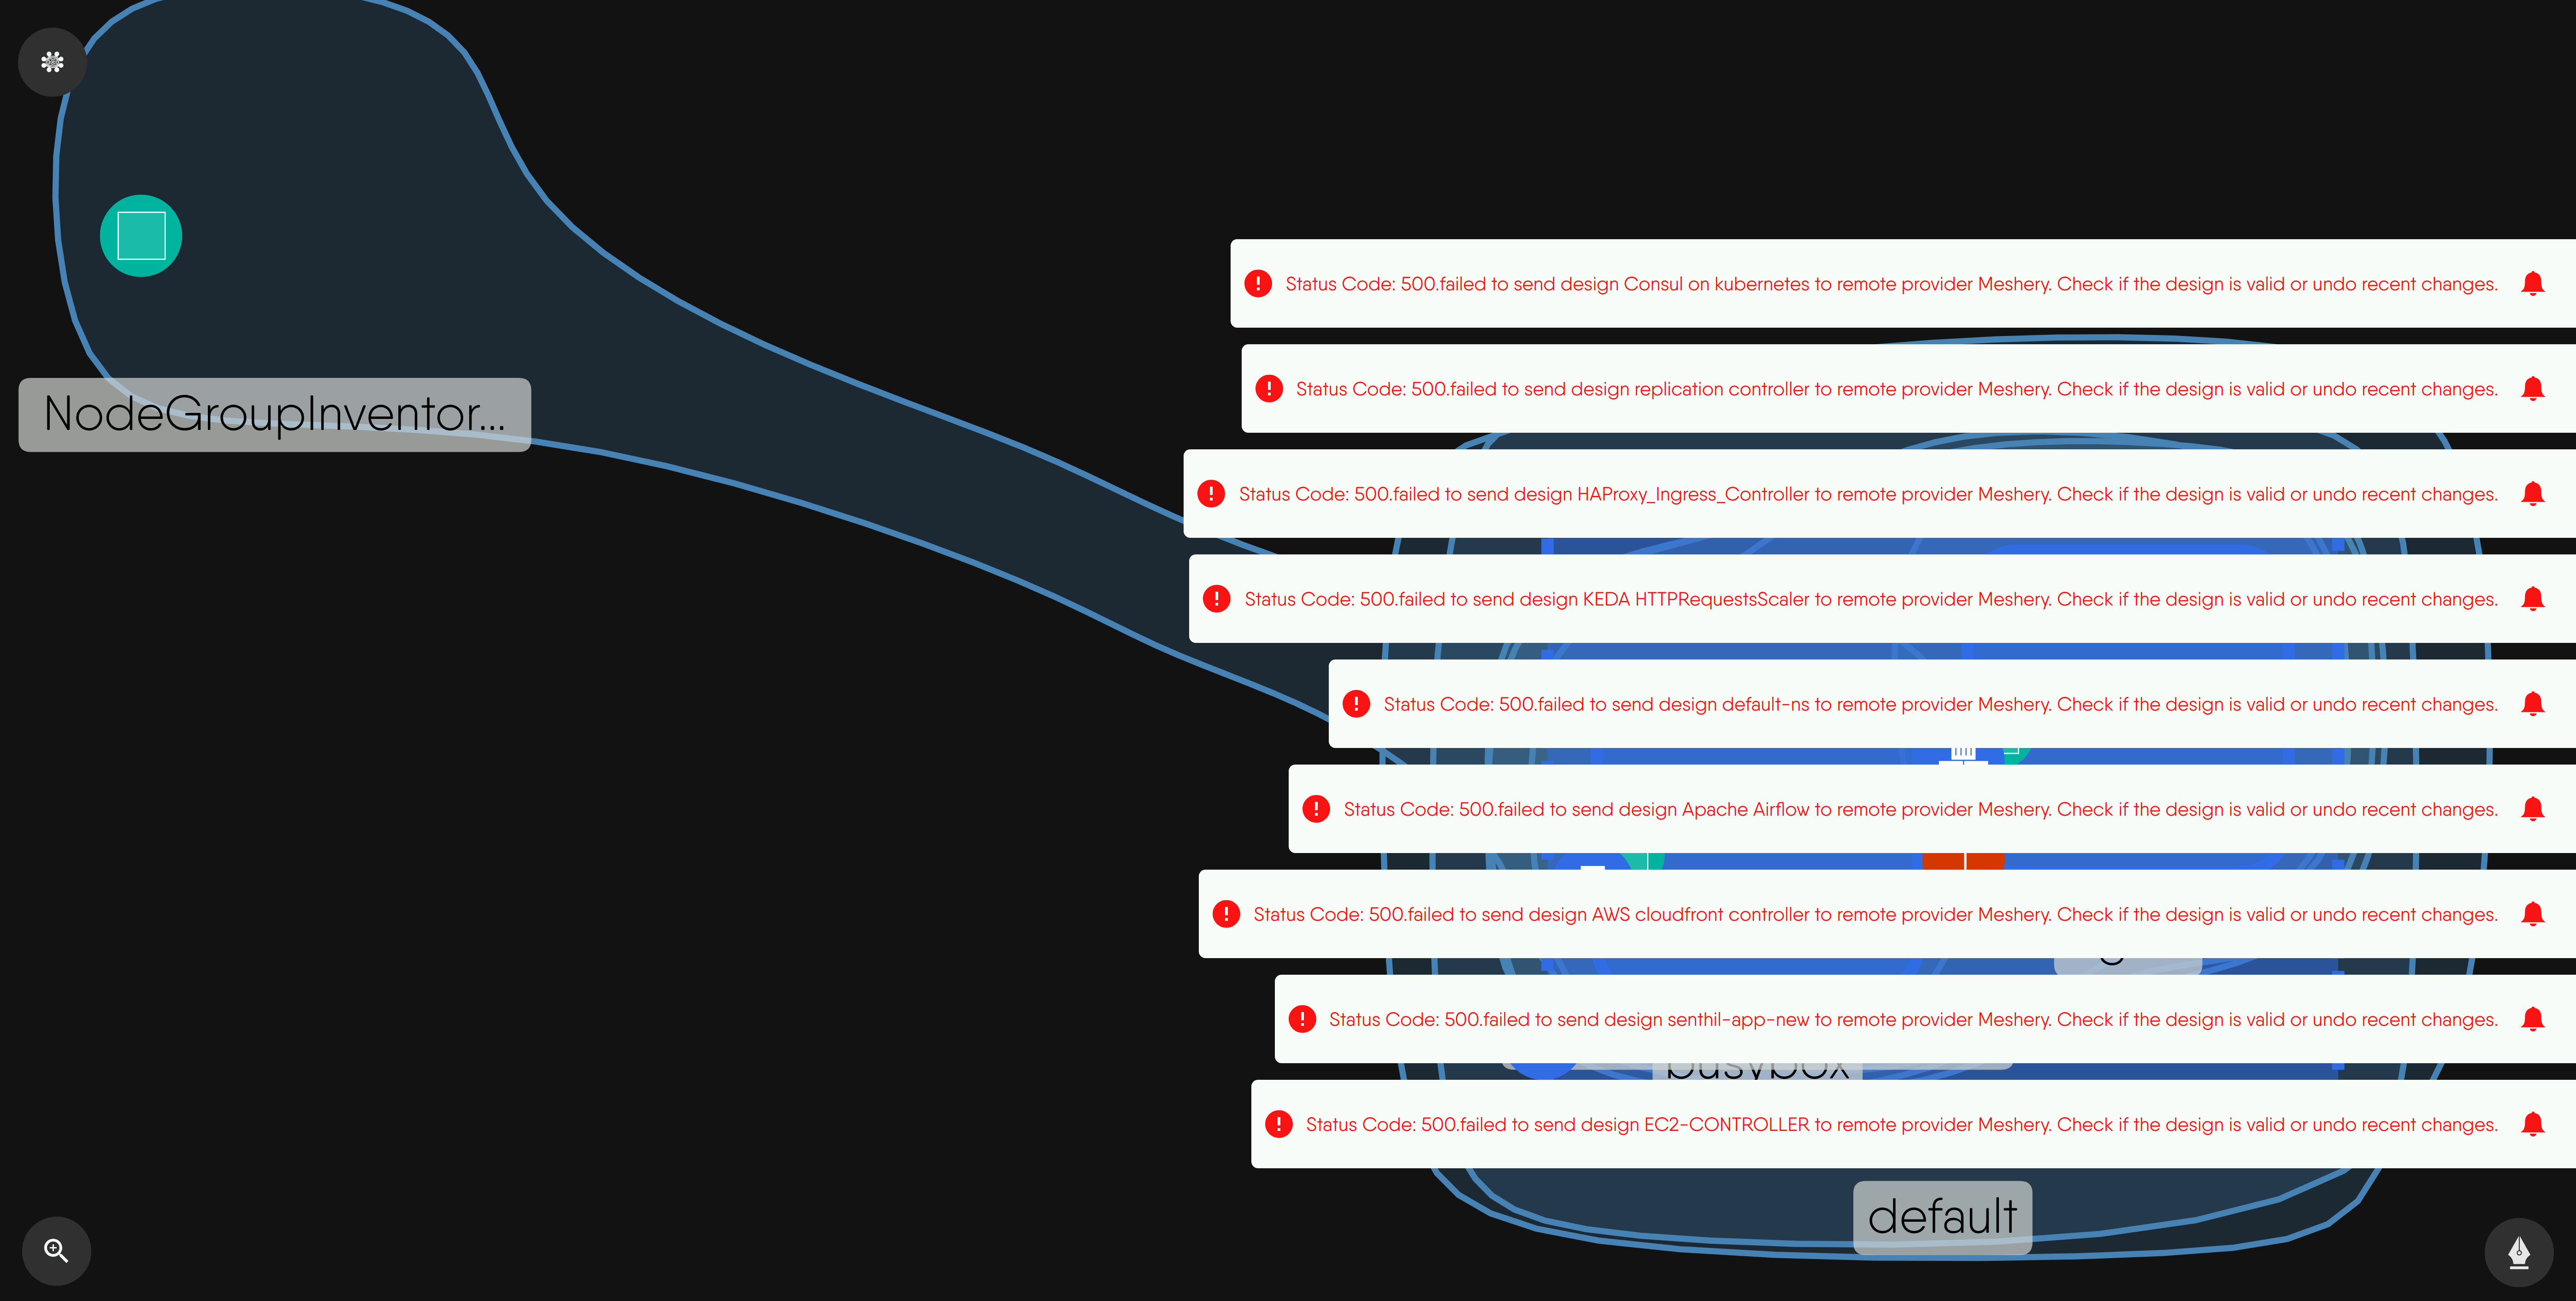 Status Code: 500.failed to send design Consul on kubernetes to remote provider Meshery. Check if the design is valid or undo recent changes.
Status Code: 500.failed to send design replication controller to remote provider Meshery. Check if the design is valid or undo recent changes.
NodeGroupInventor...
Status Code: 500.failed to send design HAProxy_Ingress_Controller to remote provider Meshery. Check if the design is valid or undo recent changes.
Status Code: 500.failed to send design KEDA HTTPRequestsScaler to remote provider Meshery. Check if the design is valid or undo recent changes.
Status Code: 500.failed to send design default-ns to remote provider Meshery. Check if the design is valid or undo recent changes.
Status Code: 500.failed to send design Apache Airflow to remote provider Meshery. Check if the design is valid or undo recent changes.
Status Code: 500.failed to send design AWS cloudfront controller to remote provider Meshery. Check if the design is valid or undo recent changes.
Status Code: 500.failed to send design senthil-app-new to remote provider Meshery. Check if the design is valid or undo recent changes.
busybox
Status Code: 500.failed to send design EC2-CONTROLLER to remote provider Meshery. Check if the design is valid or undo recent changes.
default